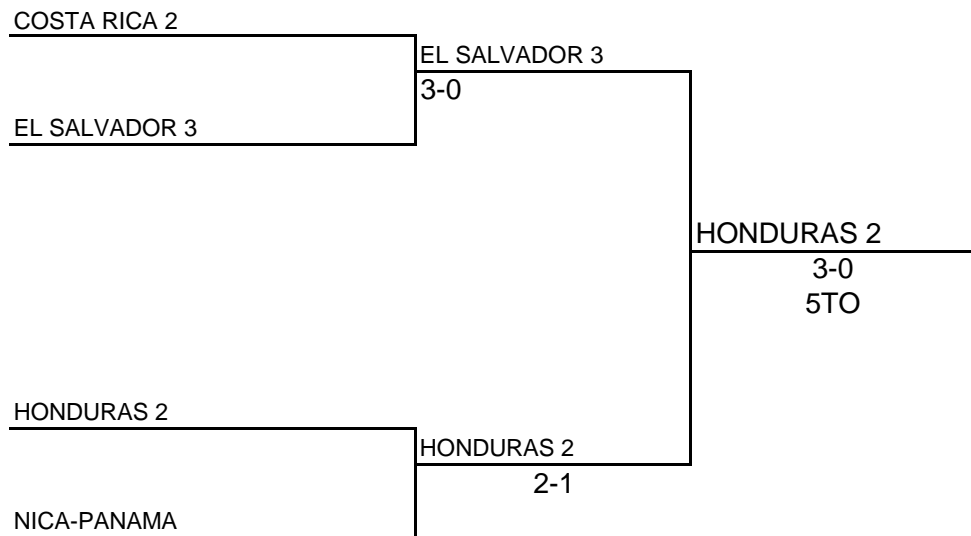 COSTA RICA 2
EL SALVADOR 3
3-0
EL SALVADOR 3
HONDURAS 2
3-0
5TO
HONDURAS 2
HONDURAS 2
2-1
NICA-PANAMA